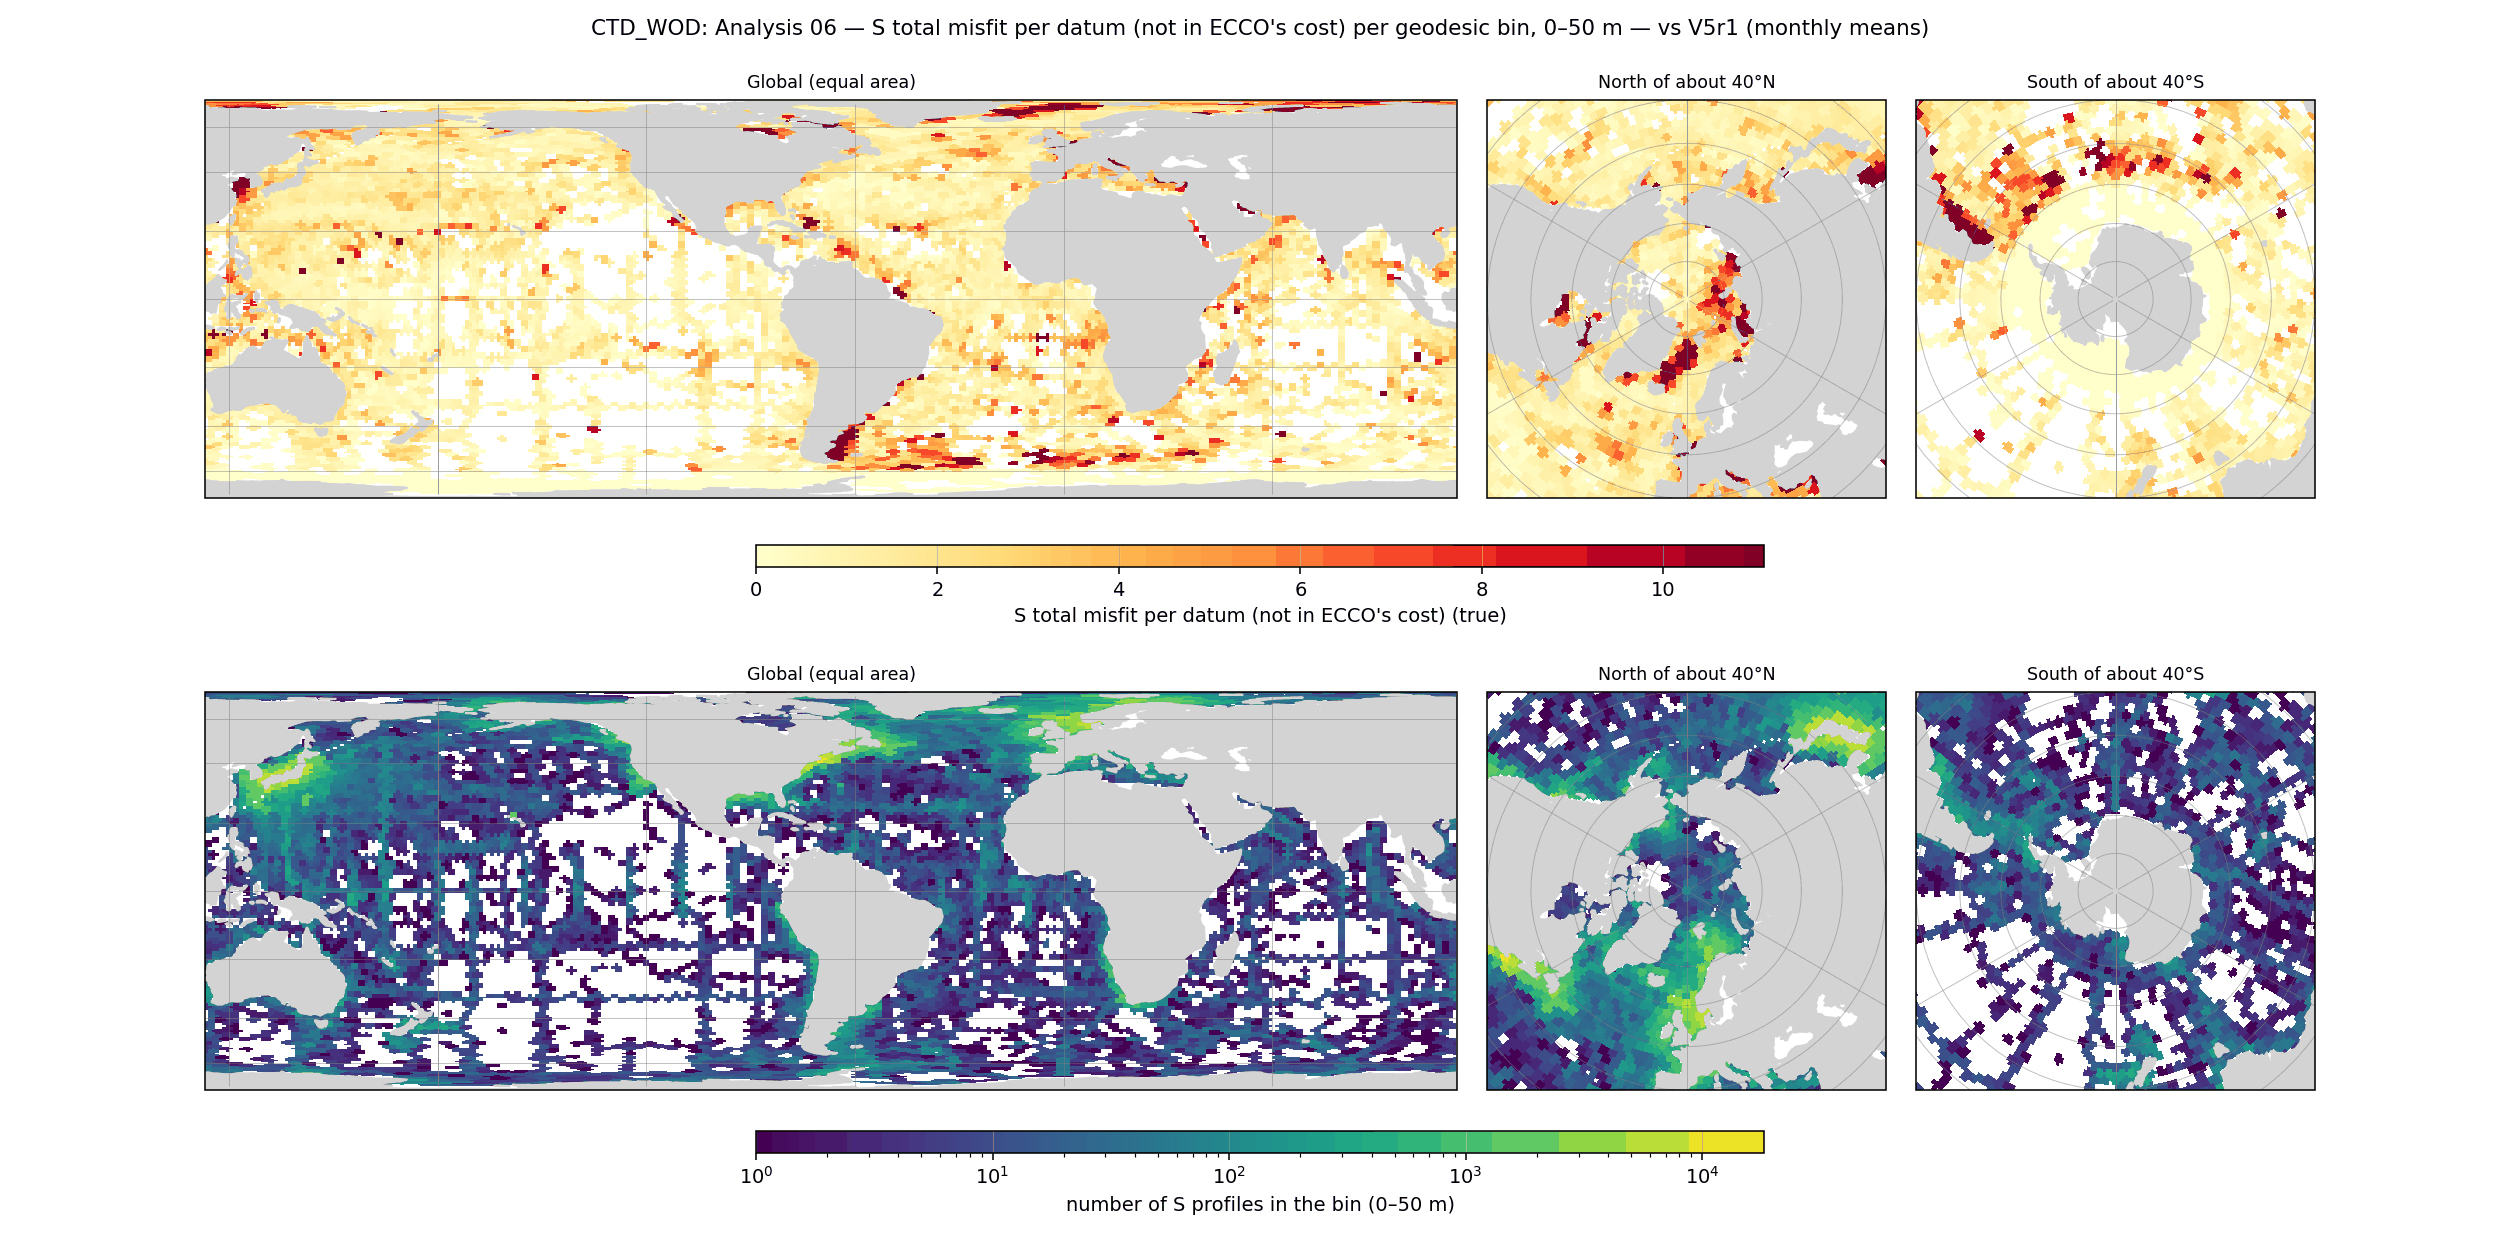 CTD_WOD: Analysis 06 — S total misfit per datum (not in ECCO's cost) per geodesic bin, 0–50 m — vs V5r1 (monthly means)
Global (equal area)
North of about 40°N
South of about 40°S
0 2 4 6 8 10
S total misfit per datum (not in ECCO's cost) (true)
Global (equal area)
North of about 40°N
South of about 40°S
10⁰ 10¹ 10² 10³ 10⁴
number of S profiles in the bin (0–50 m)